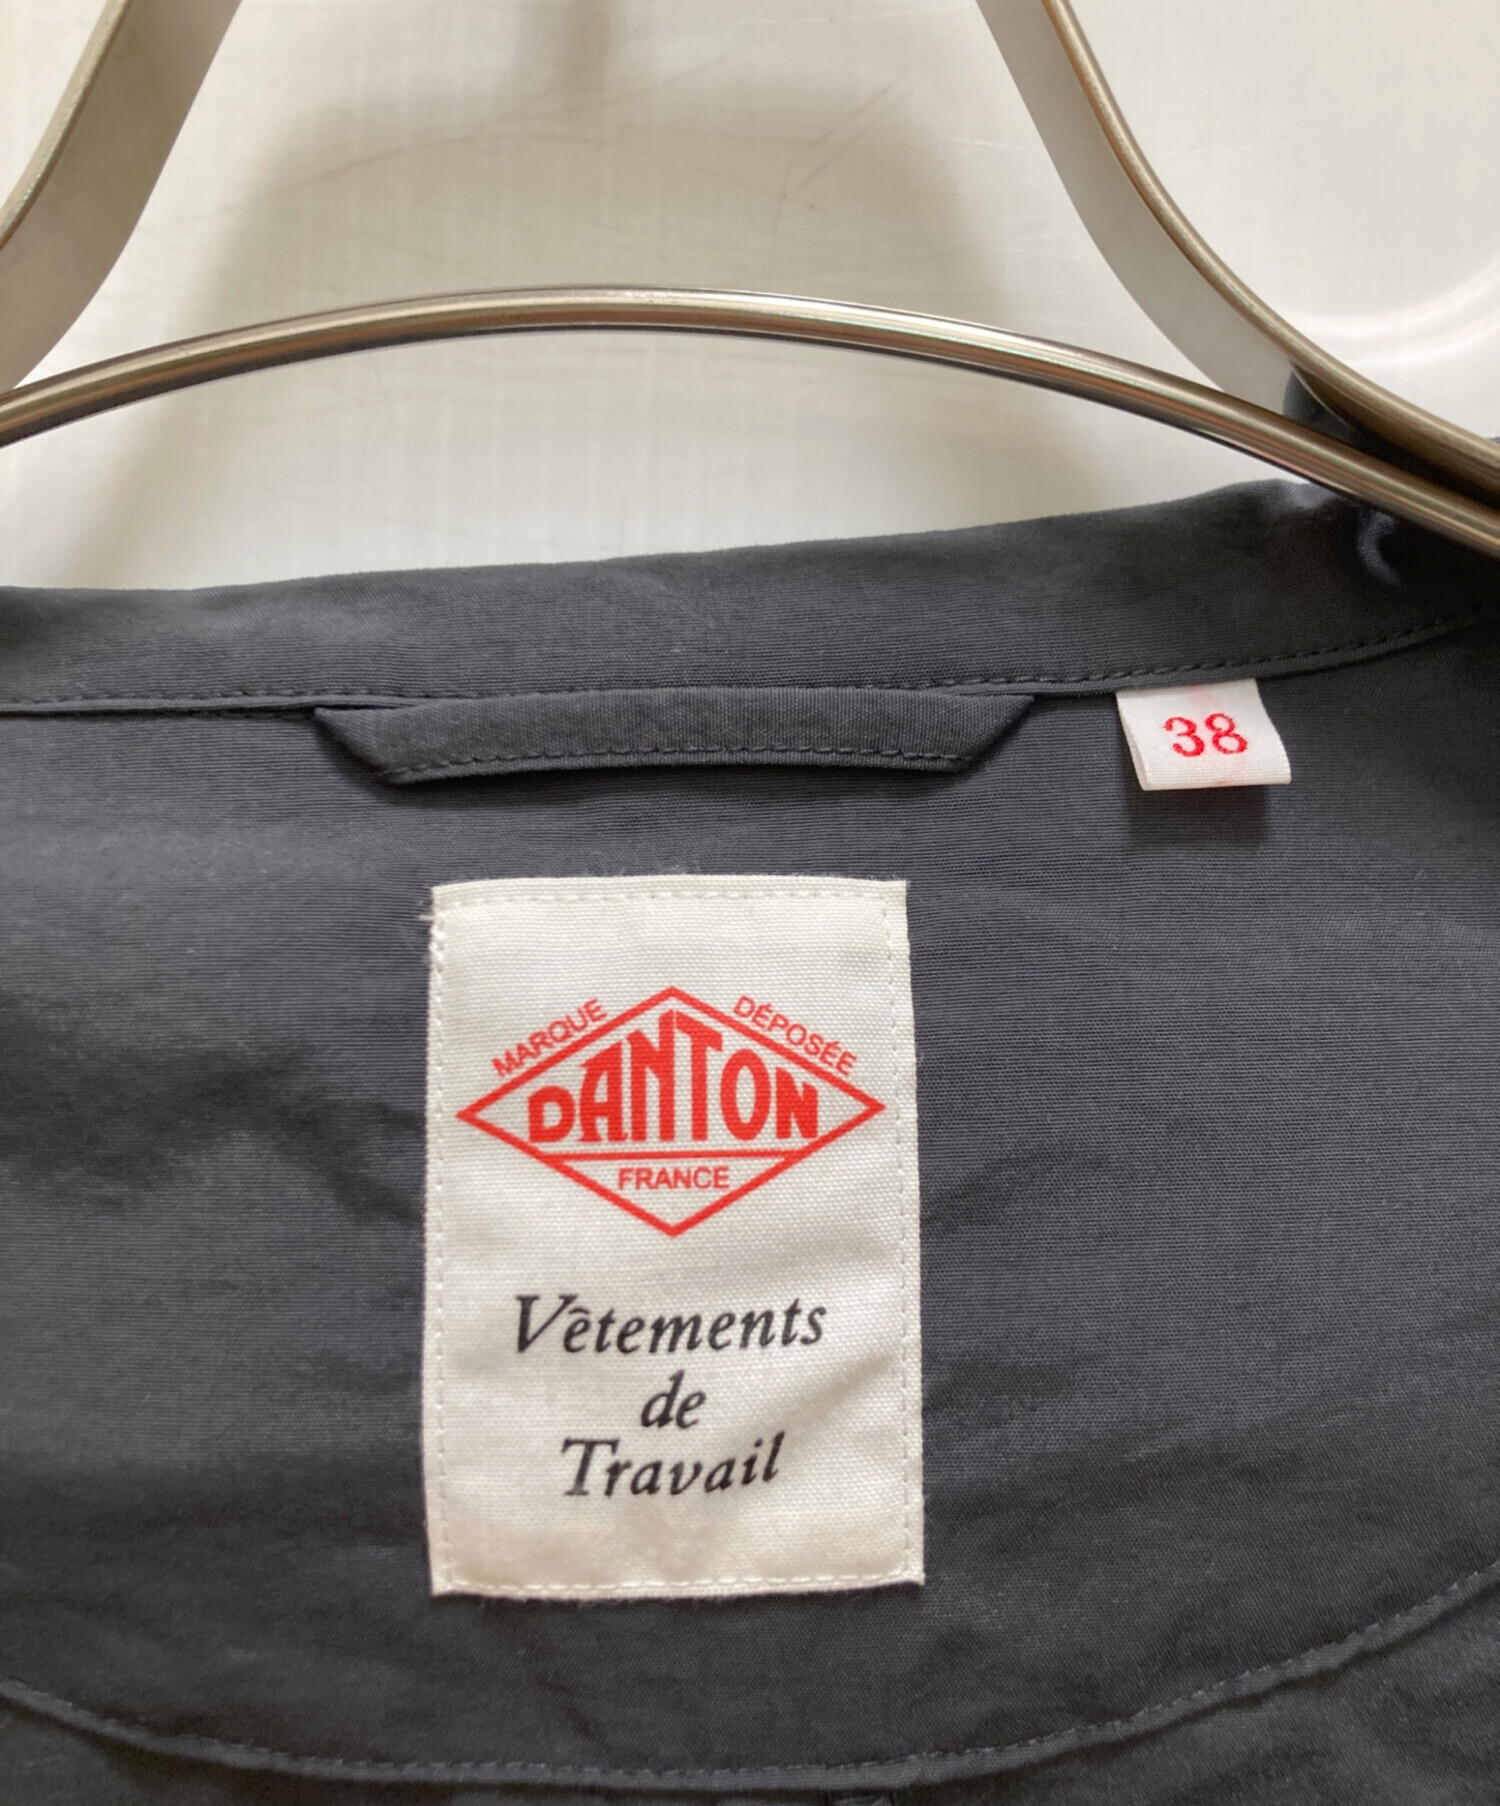 38
MARQUE DÉPOSÉE
DANTON
FRANCE
Vêtements
de
Travail